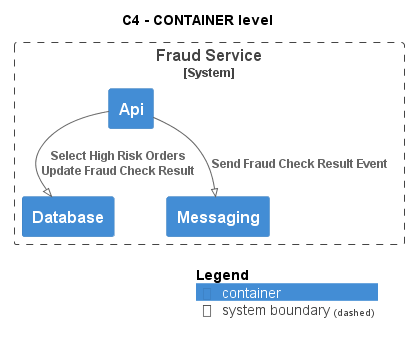 C4 - CONTAINER level
Fraud Service
[System]
Api
Select High Risk Orders
Update Fraud Check Result
Send Fraud Check Result Event
Database
Messaging
Legend
container
system boundary (dashed)